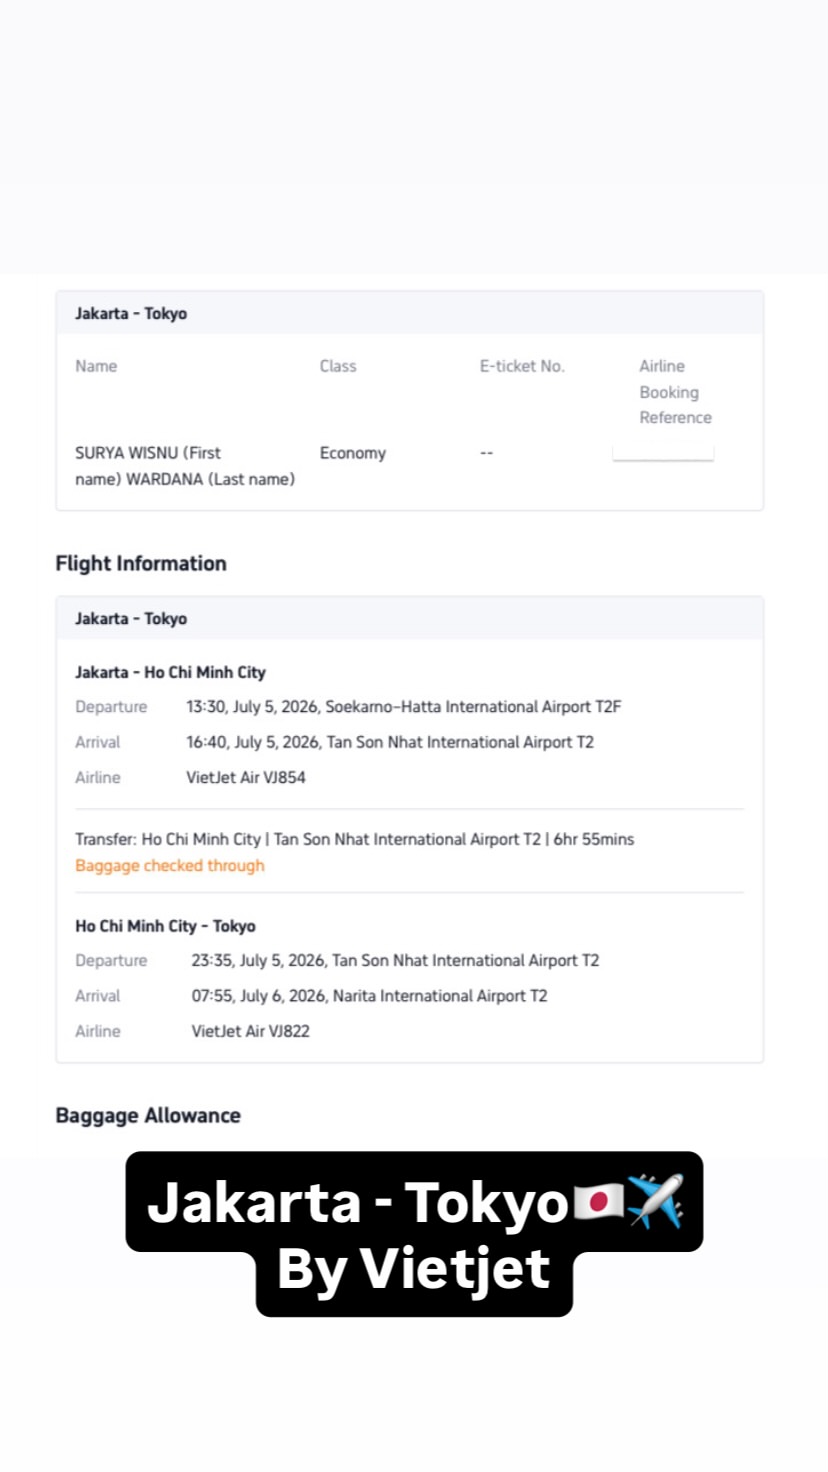 Jakarta - Tokyo
Name Class E-ticket No. Airline
Booking
Reference
SURYA WISNU (First Economy --
name) WARDANA (Last name)
Flight Information
Jakarta - Tokyo
Jakarta - Ho Chi Minh City
Departure 13:30, July 5, 2026, Soekarno–Hatta International Airport T2F
Arrival 16:40, July 5, 2026, Tan Son Nhat International Airport T2
Airline VietJet Air VJ854
Transfer: Ho Chi Minh City | Tan Son Nhat International Airport T2 | 6hr 55mins
Baggage checked through
Ho Chi Minh City - Tokyo
Departure 23:35, July 5, 2026, Tan Son Nhat International Airport T2
Arrival 07:55, July 6, 2026, Narita International Airport T2
Airline VietJet Air VJ822
Baggage Allowance
Jakarta - Tokyo🇯🇵✈️
By Vietjet